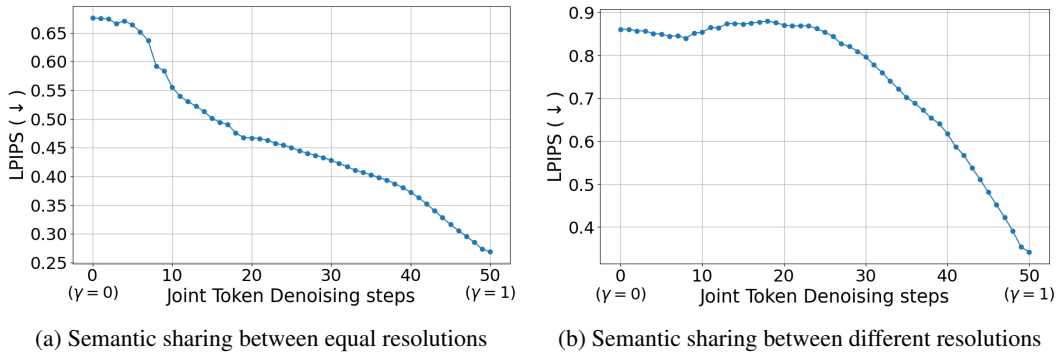 LPIPS (↓)
0.65
0.60
0.55
0.50
0.45
0.40
0.35
0.30
0.25
0 10 20 30 40 50
(γ = 0) Joint Token Denoising steps (γ = 1)
(a) Semantic sharing between equal resolutions
LPIPS (↓)
0.9
0.8
0.7
0.6
0.5
0.4
0 10 20 30 40 50
(γ = 0) Joint Token Denoising steps (γ = 1)
(b) Semantic sharing between different resolutions